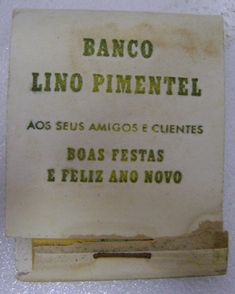 BANCO
LINO PIMENTEL
AOS SEUS AMIGOS E CLIENTES
BOAS FESTAS
E FELIZ ANO NOVO